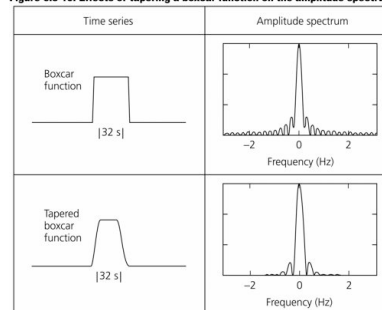 Figure 6.3-10: Effects of tapering a boxcar function on the amplitude spectrum.
Time series
Amplitude spectrum
Boxcar
function
|32 s|
−2 0 2
Frequency (Hz)
Tapered
boxcar
function
|32 s|
−2 0 2
Frequency (Hz)